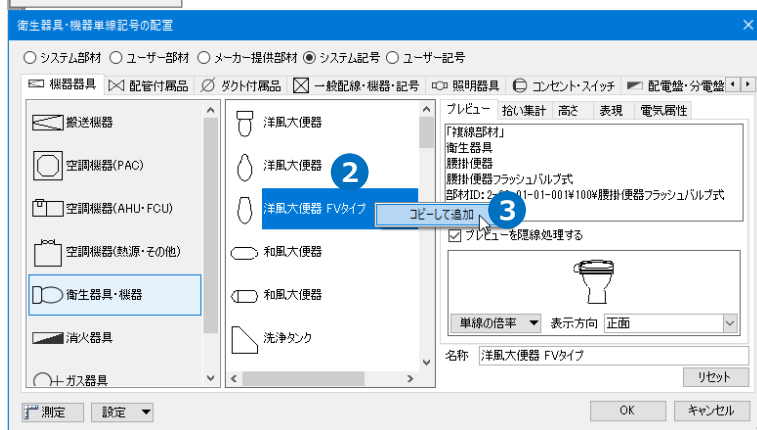 衛生器具・機器単線記号の配置
システム部材 ユーザー部材 メーカー提供部材 システム記号 ユーザー記号
機器器具 配管付属品 ダクト付属品 一般配線・機器・記号 照明器具 コンセント・スイッチ 配電盤・分電盤
搬送機器
空調機器(PAC)
空調機器(AHU・FCU)
空調機器(熱源・その他)
衛生器具・機器
消火器具
ガス器具
洋風大便器
洋風大便器
2
洋風大便器 FVタイプ
コピーして追加
3
和風大便器
和風大便器
洗浄タンク
プレビュー 拾い集計 高さ 表現 電気属性
「複線部材」
衛生器具
腰掛便器
腰掛便器フラッシュバルブ式
部材ID:2-01-01-01-001¥100¥腰掛便器フラッシュバルブ式
プレビューを隠線処理する
単線の倍率 表示方向 正面
名称 洋風大便器 FVタイプ
リセット
測定 設定 OK キャンセル